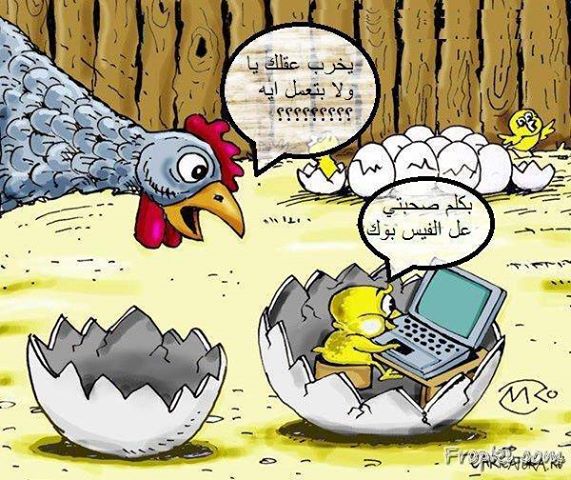 يخرب عقلك يا
ولا بتعمل ايه
؟؟؟؟؟؟؟؟؟
بكلم صحبتي
عل الفيس بوك